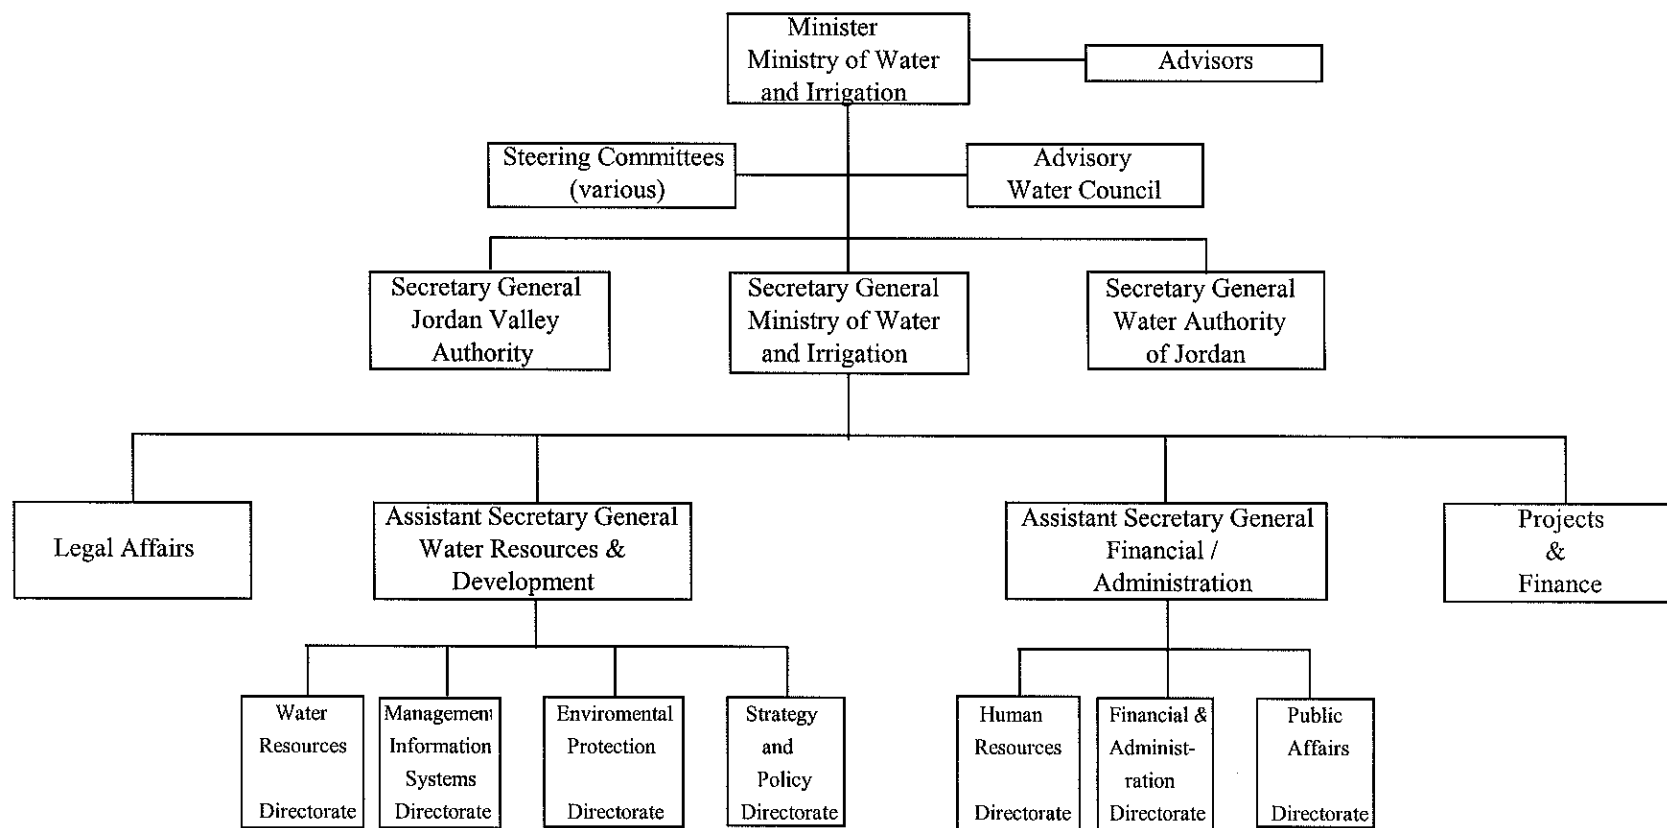 Minister
Ministry of Water
and Irrigation
Advisors
Steering Committees
(various)
Advisory
Water Council
Secretary General
Jordan Valley
Authority
Secretary General
Ministry of Water
and Irrigation
Secretary General
Water Authority
of Jordan
Legal Affairs
Assistant Secretary General
Water Resources &
Development
Assistant Secretary General
Financial /
Administration
Projects
&
Finance
Water
Resources
Directorate
Management
Information
Systems
Directorate
Enviromental
Protection
Directorate
Strategy
and
Policy
Directorate
Human
Resources
Directorate
Financial &
Administ-
ration
Directorate
Public
Affairs
Directorate